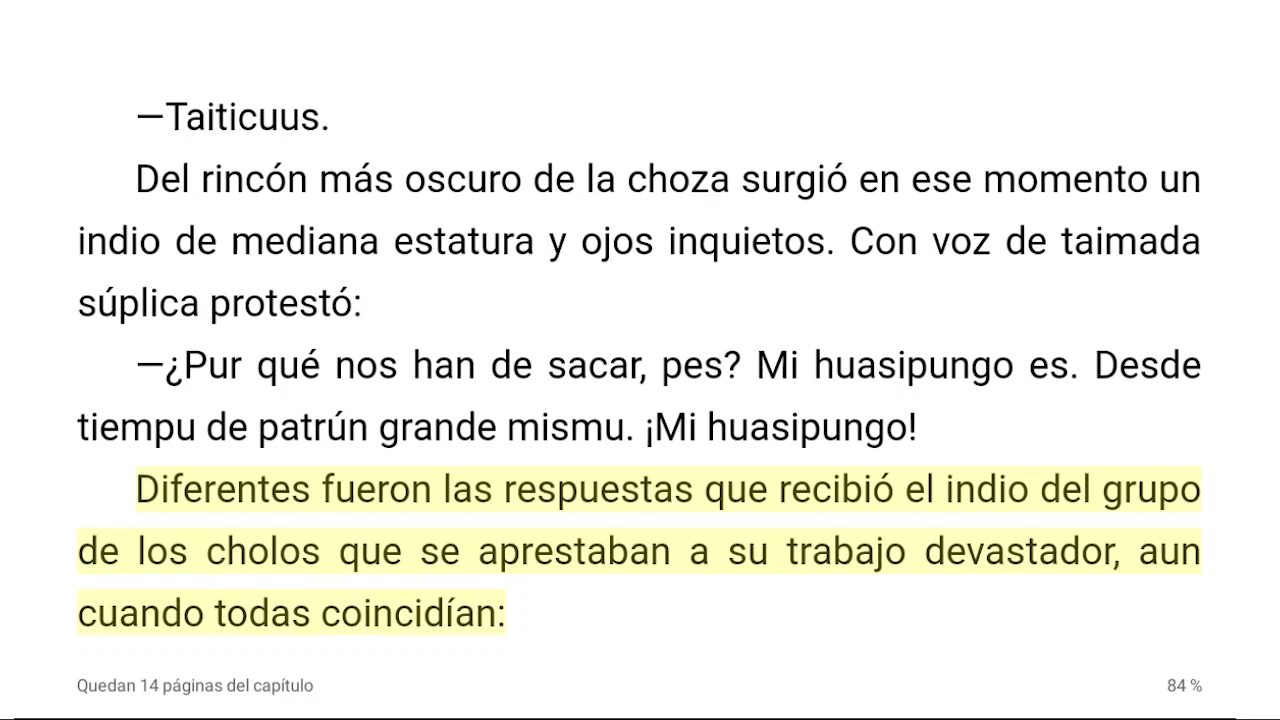 —Taiticuus.
Del rincón más oscuro de la choza surgió en ese momento un
indio de mediana estatura y ojos inquietos. Con voz de taimada
súplica protestó:
—¿Pur qué nos han de sacar, pes? Mi huasipungo es. Desde
tiempu de patrún grande mismu. ¡Mi huasipungo!
Diferentes fueron las respuestas que recibió el indio del grupo
de los cholos que se aprestaban a su trabajo devastador, aun
cuando todas coincidían:
Quedan 14 páginas del capítulo
84 %